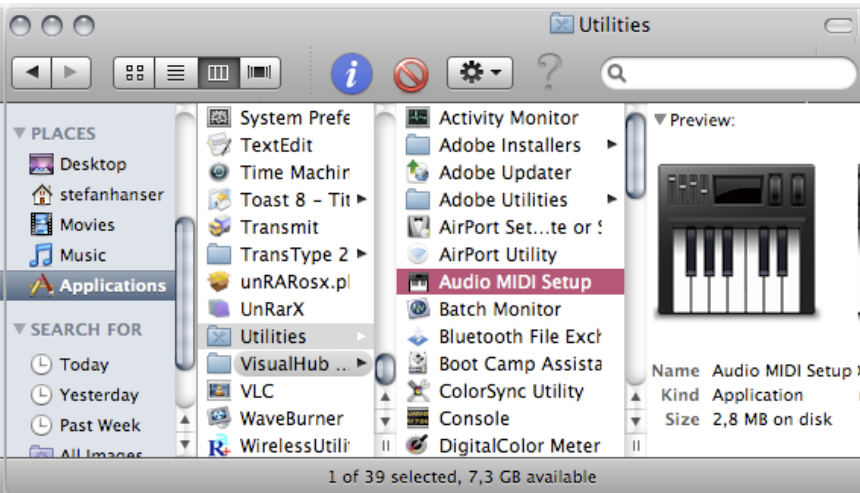 Utilities
PLACES
Desktop
stefanhanser
Movies
Music
Applications
SEARCH FOR
Today
Yesterday
Past Week
All Images
System Prefe
TextEdit
Time Machin
Toast 8 – Tit
Transmit
TransType 2
unRARosx.pl
UnRarX
Utilities
VisualHub ...
VLC
WaveBurner
WirelessUtili
Activity Monitor
Adobe Installers
Adobe Updater
Adobe Utilities
AirPort Set...te or S
AirPort Utility
Audio MIDI Setup
Batch Monitor
Bluetooth File Exch
Boot Camp Assista
ColorSync Utility
Console
DigitalColor Meter
Preview:
Name Audio MIDI Setup
Kind Application
Size 2,8 MB on disk
1 of 39 selected, 7,3 GB available